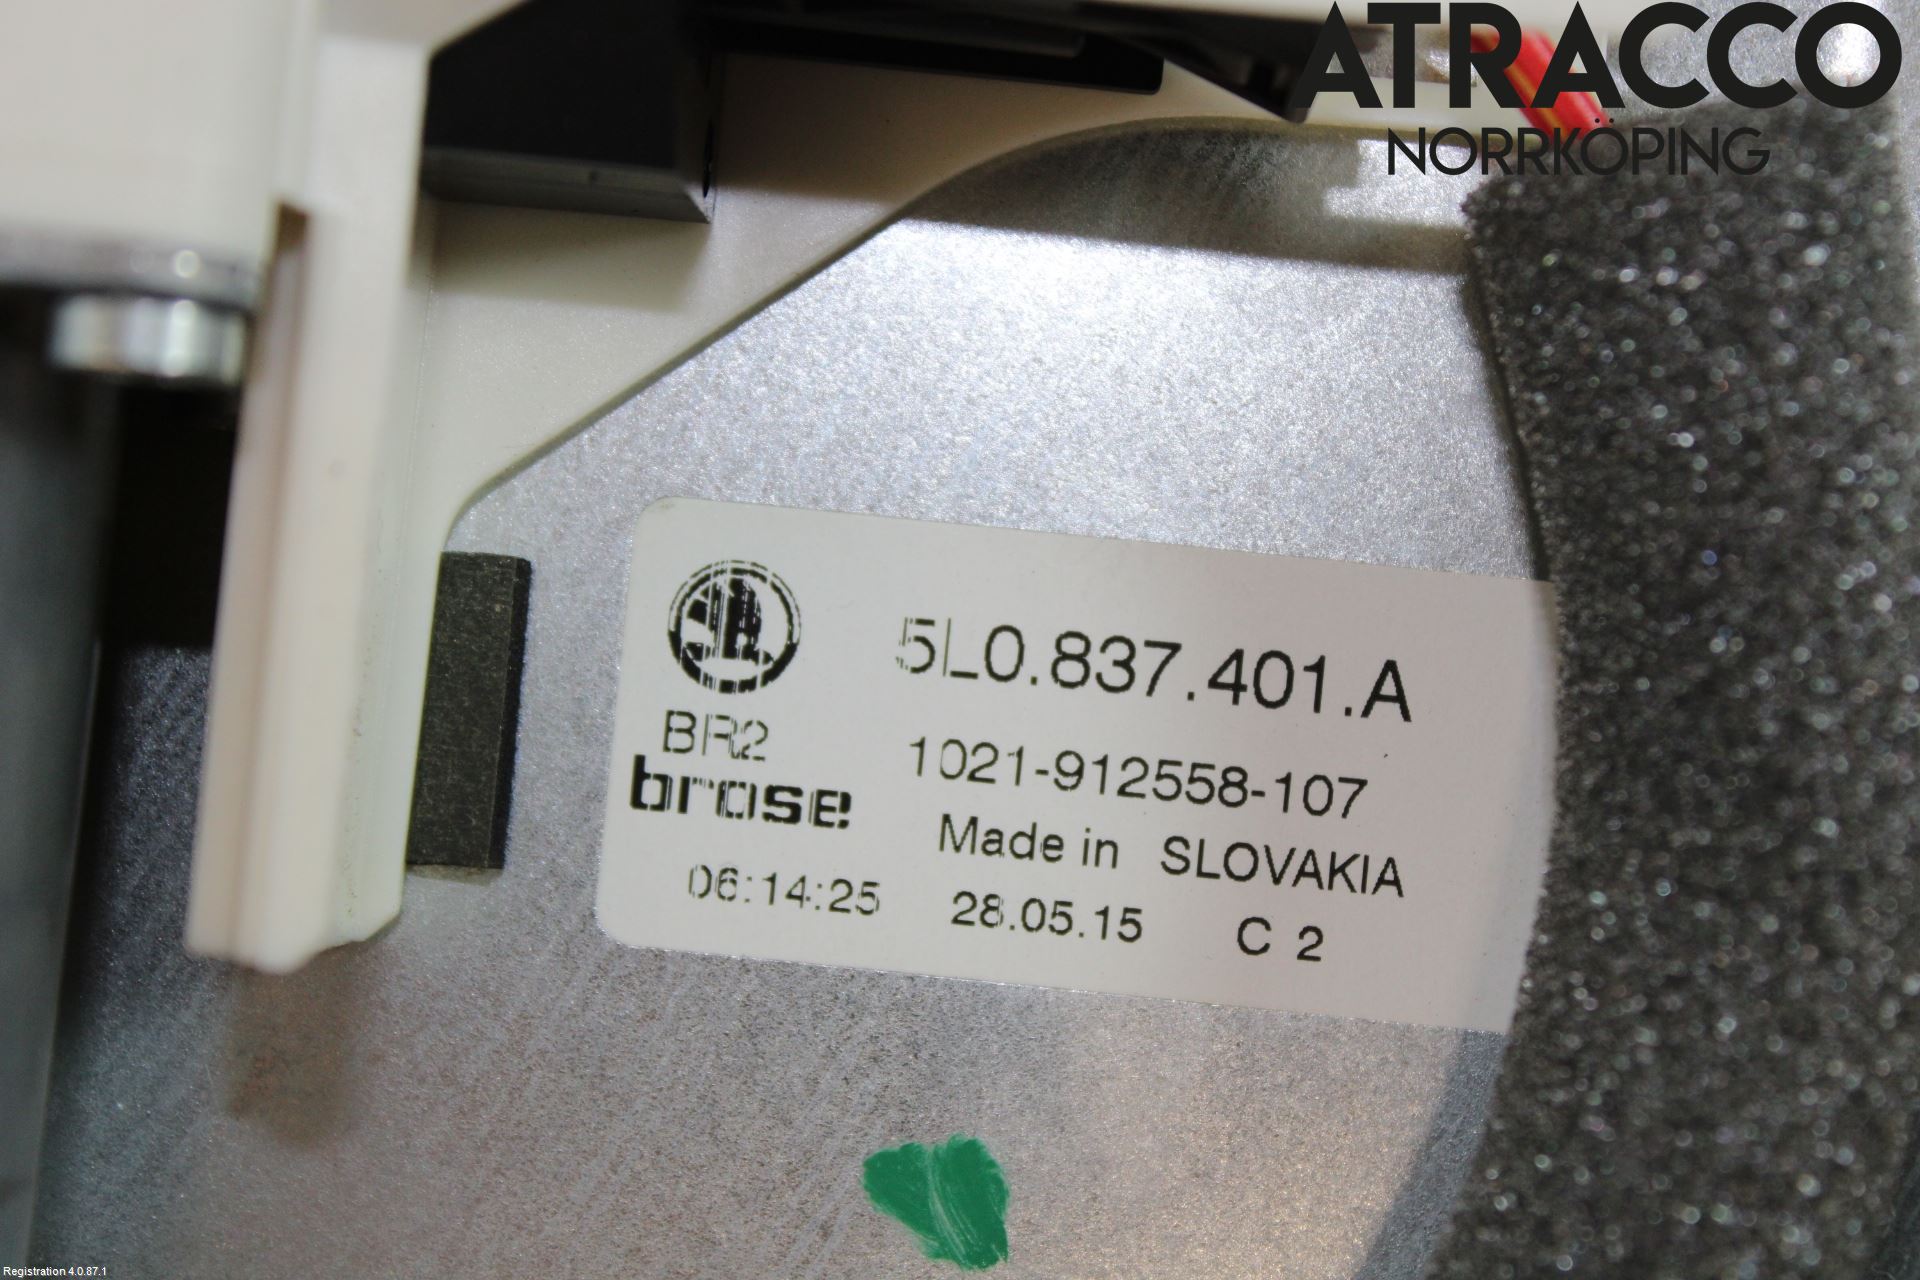 ATRACCO
NORRKÖPING
5L0.837.401.A
BR2
1021-912558-107
brose
Made in SLOVAKIA
06:14:25 28.05.15 C 2
Registration 4.0.87.1